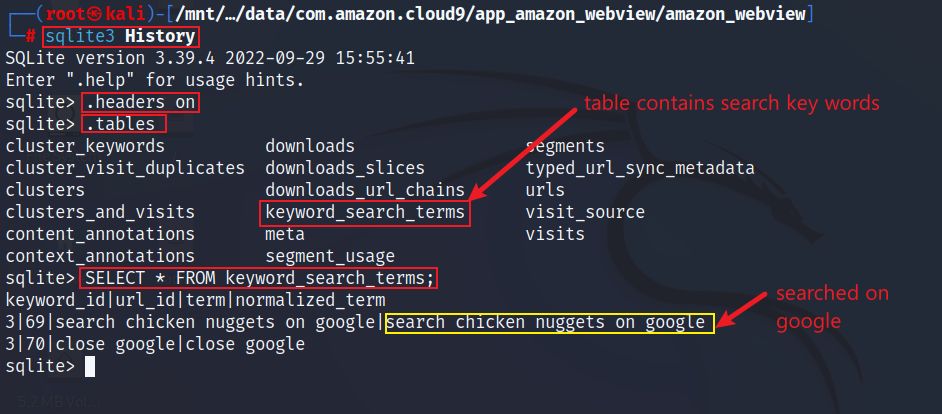 ┌──(root㉿kali)-[/mnt/…/data/com.amazon.cloud9/app_amazon_webview/amazon_webview]
└─# sqlite3 History
SQLite version 3.39.4 2022-09-29 15:55:41
Enter ".help" for usage hints.
sqlite> .headers on
table contains search key words
sqlite> .tables
cluster_keywords downloads segments
cluster_visit_duplicates downloads_slices typed_url_sync_metadata
clusters downloads_url_chains urls
clusters_and_visits keyword_search_terms visit_source
content_annotations meta visits
context_annotations segment_usage
sqlite> SELECT * FROM keyword_search_terms;
keyword_id|url_id|term|normalized_term
searched on
google
3|69|search chicken nuggets on google|search chicken nuggets on google
3|70|close google|close google
sqlite>
5.2 MB Vol...